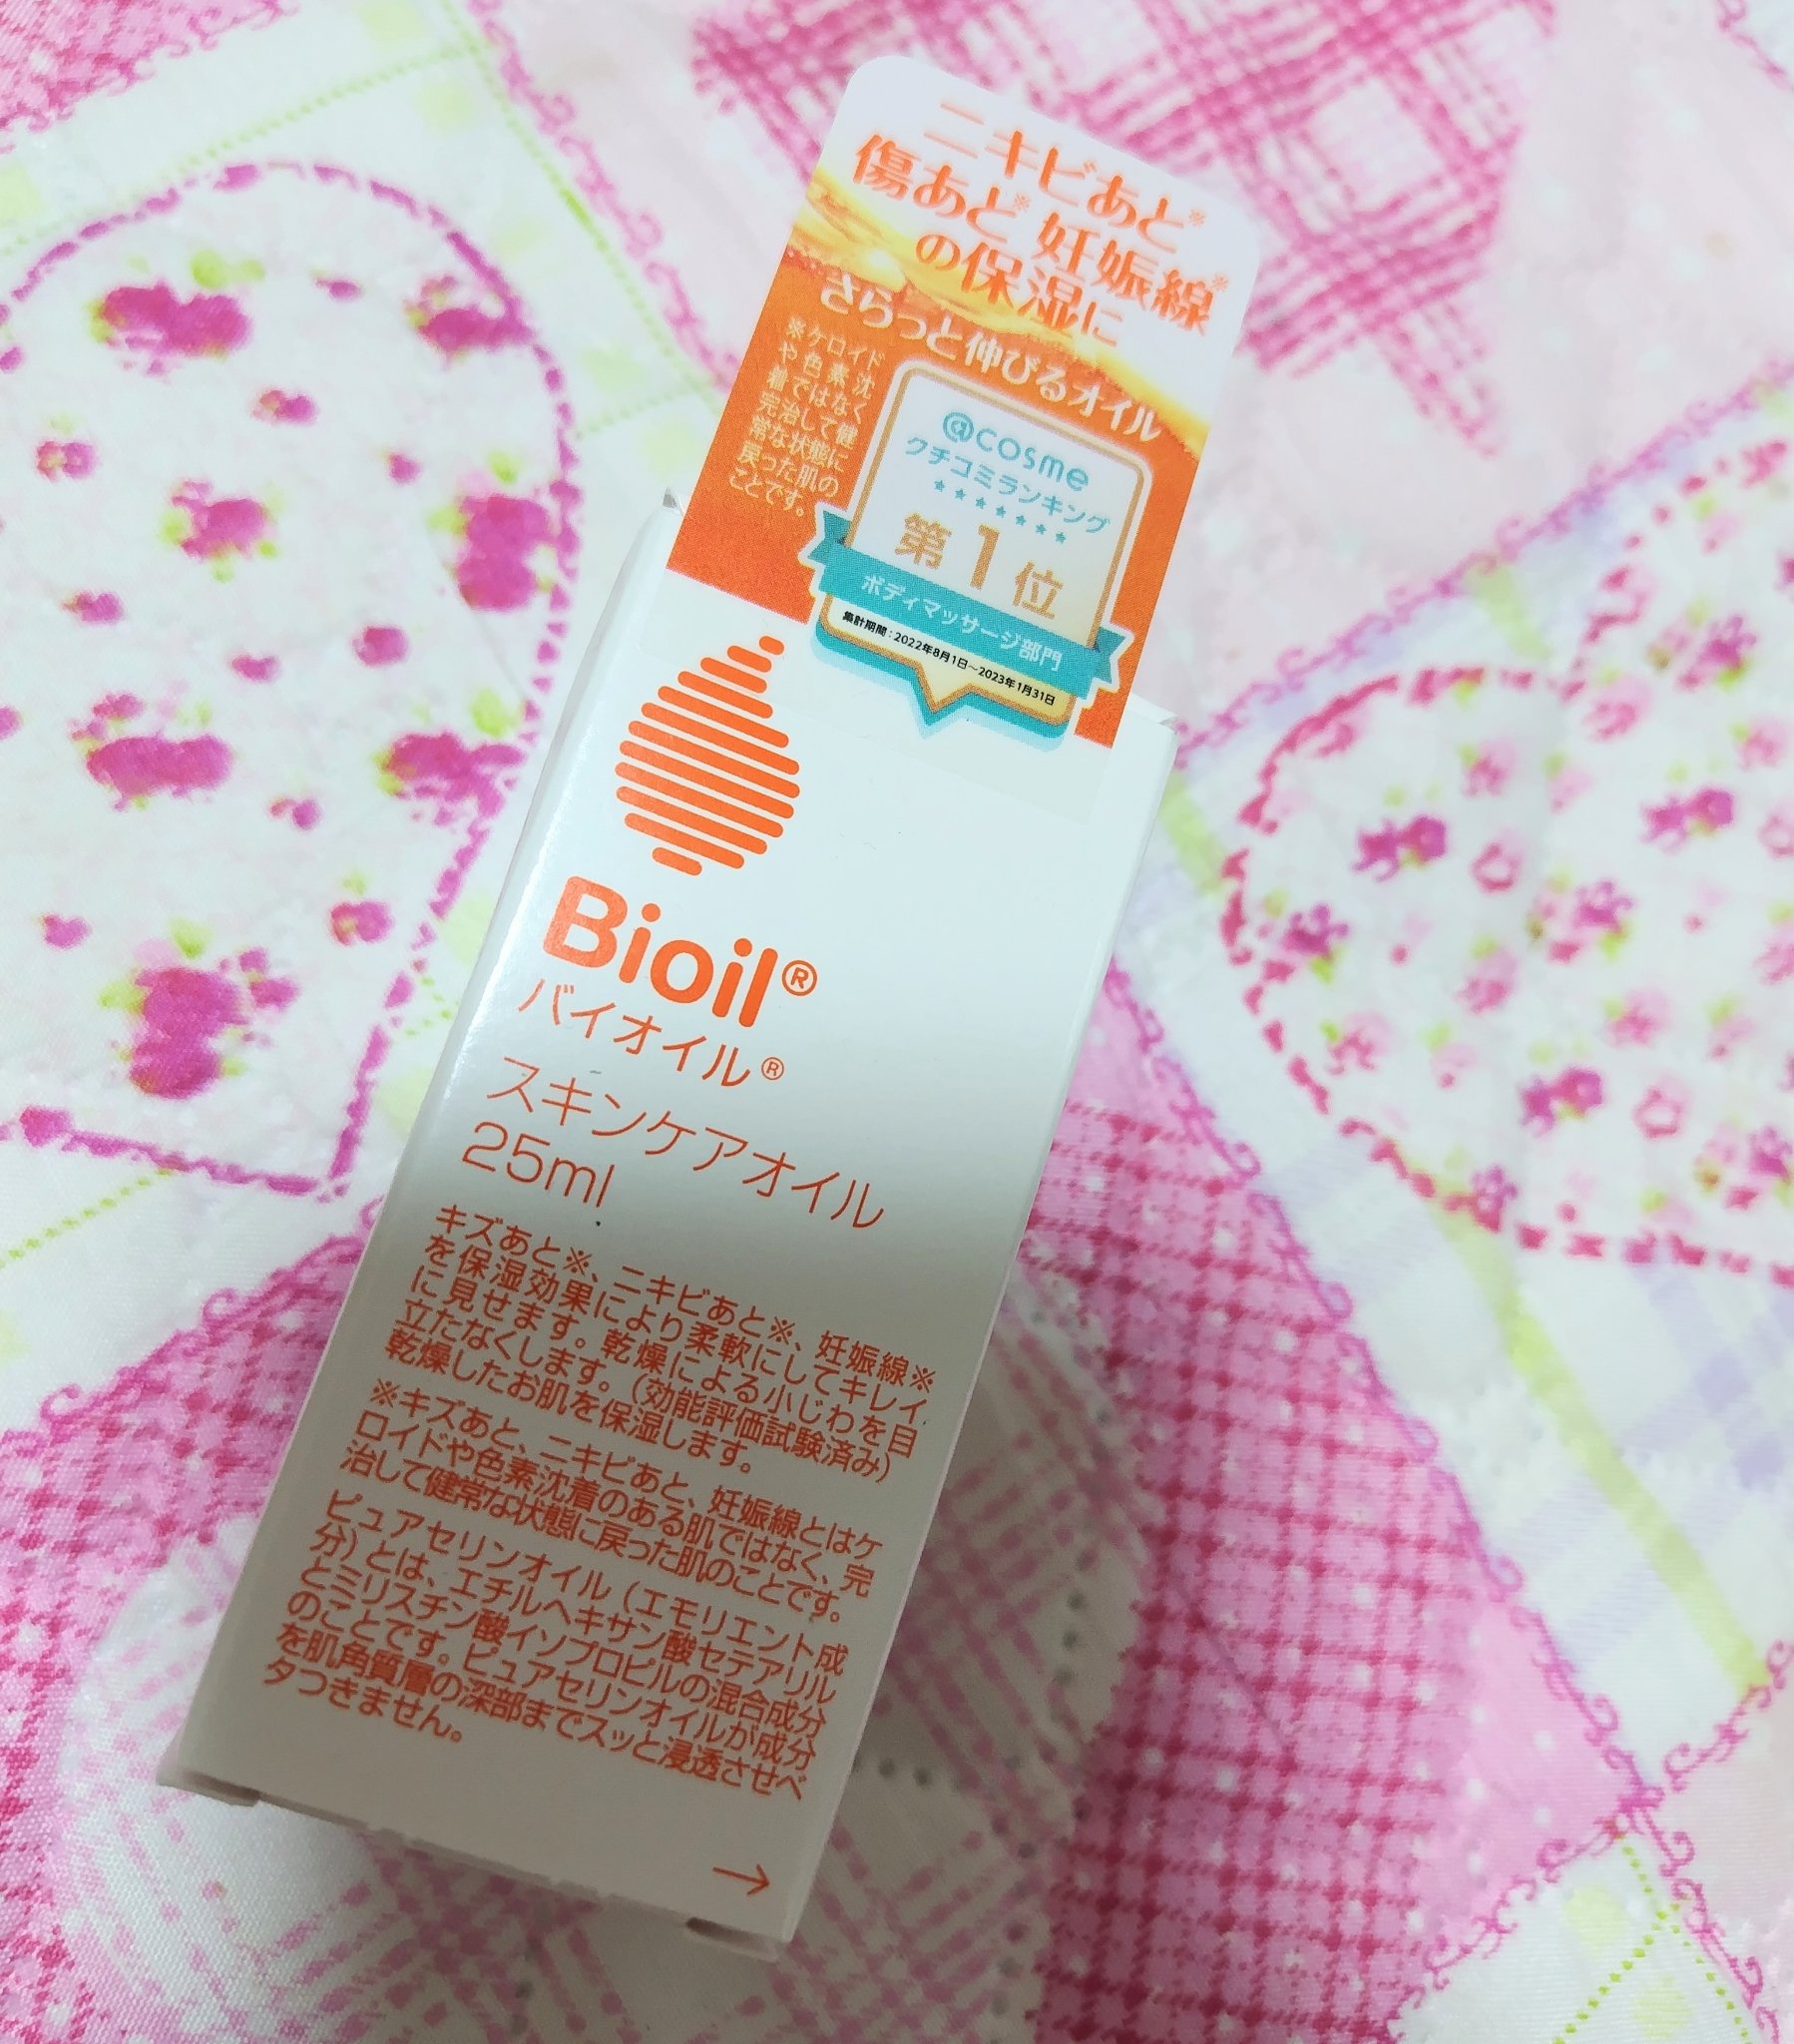 ニキビあと※
傷あと※ 妊娠線※
の保湿に
さらっと伸びるオイル
※ケロイド
や色素沈
着ではなく
完治して健
常な状態に
戻った肌の
ことです。
@cosme
クチコミランキング
★★★★★★★
第1位
ボディマッサージ部門
集計期間：2022年8月1日～2023年1月31日
Bioil®
バイオイル®
スキンケアオイル
25ml
キズあと※、ニキビあと※、妊娠線※
を保湿効果により柔軟にしてキレイ
に見せます。乾燥による小じわを目
立たなくします。(効能評価試験済み)
乾燥したお肌を保湿します。
※キズあと、ニキビあと、妊娠線とはケ
ロイドや色素沈着のある肌ではなく、完
治して健常な状態に戻った肌のことです。
ピュアセリンオイル（エモリエント成
分）とは、エチルヘキサン酸セテアリル
とミリスチン酸イソプロピルの混合成分
のことです。ピュアセリンオイルが成分
を肌角質層の深部までスッと浸透させベ
タつきません。
→